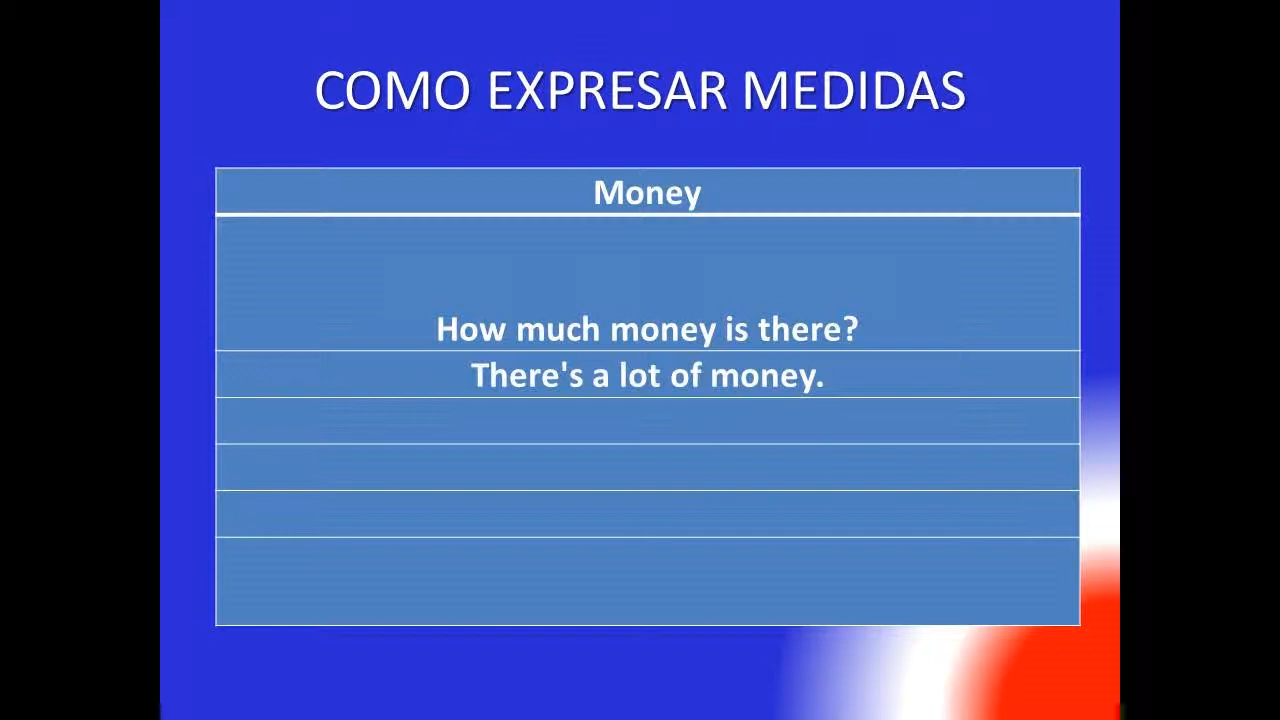 COMO EXPRESAR MEDIDAS
Money
How much money is there?
There's a lot of money.